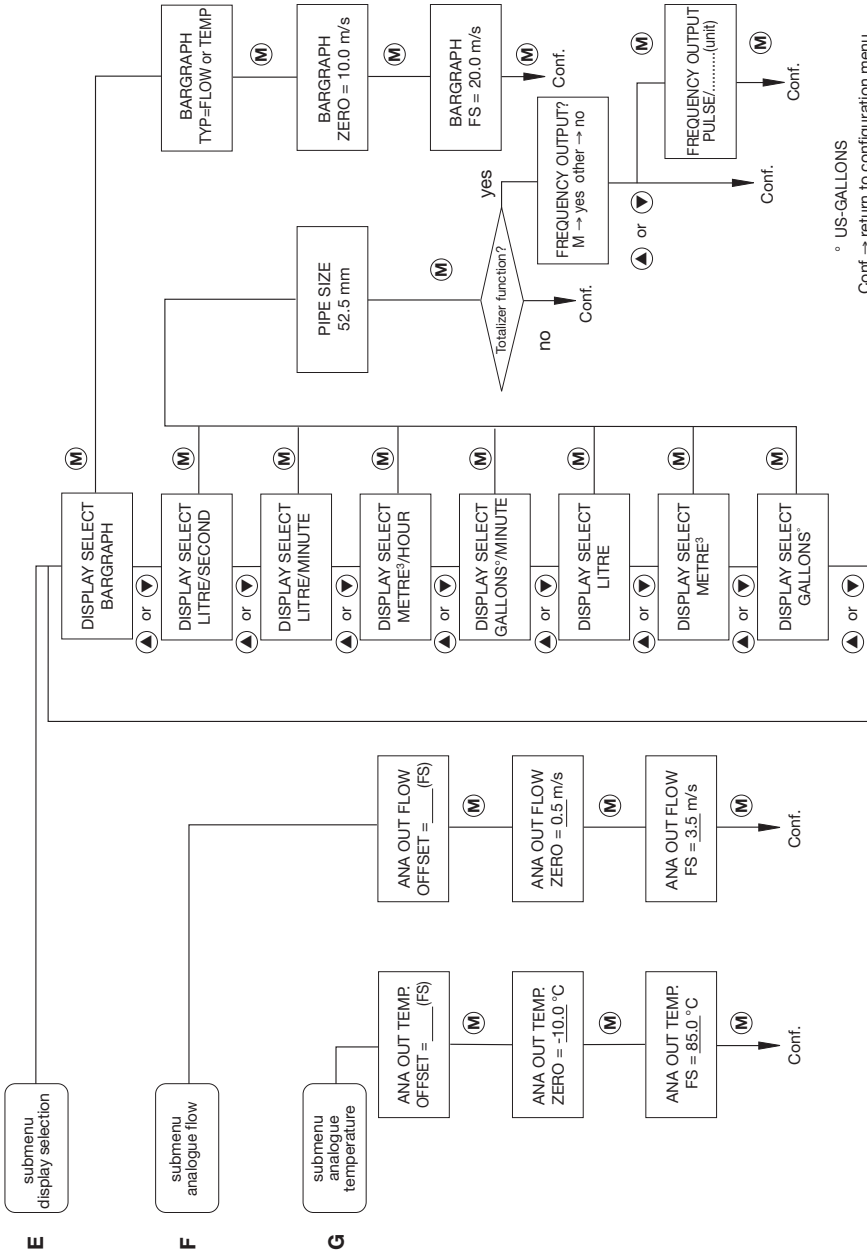 E
submenu
display selection
F
submenu
analogue flow
G
submenu
analogue
temperature
DISPLAY SELECT
BARGRAPH
M
▲ or ▼
DISPLAY SELECT
LITRE/SECOND
M
▲ or ▼
DISPLAY SELECT
LITRE/MINUTE
M
▲ or ▼
DISPLAY SELECT
METRE³/HOUR
M
▲ or ▼
DISPLAY SELECT
GALLONS°/MINUTE
M
▲ or ▼
DISPLAY SELECT
LITRE
M
▲ or ▼
DISPLAY SELECT
METRE³
M
▲ or ▼
DISPLAY SELECT
GALLONS°
M
▲ or ▼
BARGRAPH
TYP=FLOW or TEMP
M
BARGRAPH
ZERO = 10.0 m/s
M
BARGRAPH
FS = 20.0 m/s
M
Conf.
PIPE SIZE
52.5 mm
M
Totalizer function?
yes
no
Conf.
FREQUENCY OUTPUT?
M → yes other → no
▲ or ▼
Conf.
M
FREQUENCY OUTPUT
PULSE/..........(unit)
M
Conf.
ANA OUT FLOW
OFFSET = ____(FS)
M
ANA OUT FLOW
ZERO = 0.5 m/s
M
ANA OUT FLOW
FS = 3.5 m/s
M
Conf.
ANA OUT TEMP.
OFFSET = ____(FS)
M
ANA OUT TEMP.
ZERO = -10.0 °C
M
ANA OUT TEMP.
FS = 85.0 °C
M
Conf.
° US-GALLONS
Conf → return to configuration menu